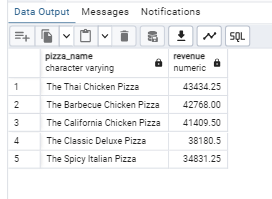 Data Output Messages Notifications
SQL
pizza_name character varying revenue numeric
1 The Thai Chicken Pizza 43434.25
2 The Barbecue Chicken Pizza 42768.00
3 The California Chicken Pizza 41409.50
4 The Classic Deluxe Pizza 38180.5
5 The Spicy Italian Pizza 34831.25